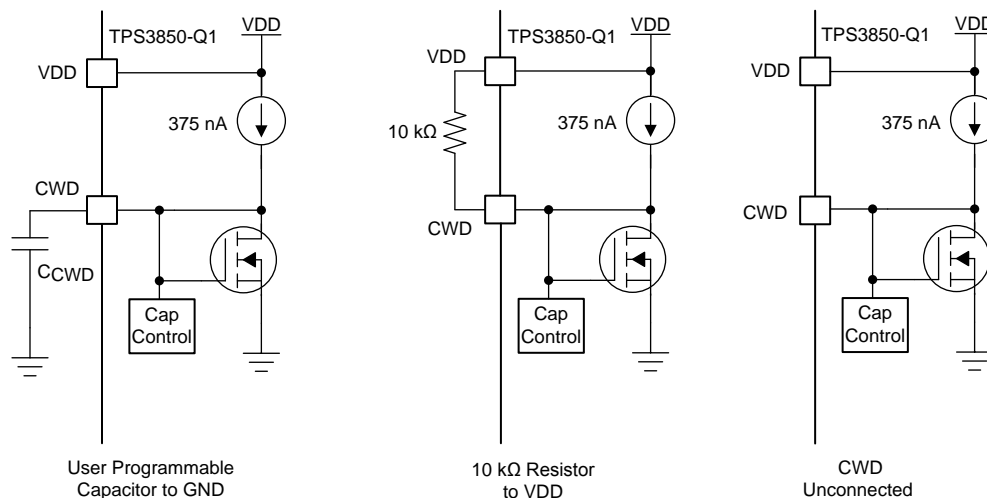 TPS3850-Q1
VDD
VDD
375 nA
CWD
CCWD
Cap
Control
User Programmable
Capacitor to GND
TPS3850-Q1
VDD
VDD
10 kΩ
375 nA
CWD
Cap
Control
10 kΩ Resistor
to VDD
TPS3850-Q1
VDD
VDD
375 nA
CWD
Cap
Control
CWD
Unconnected